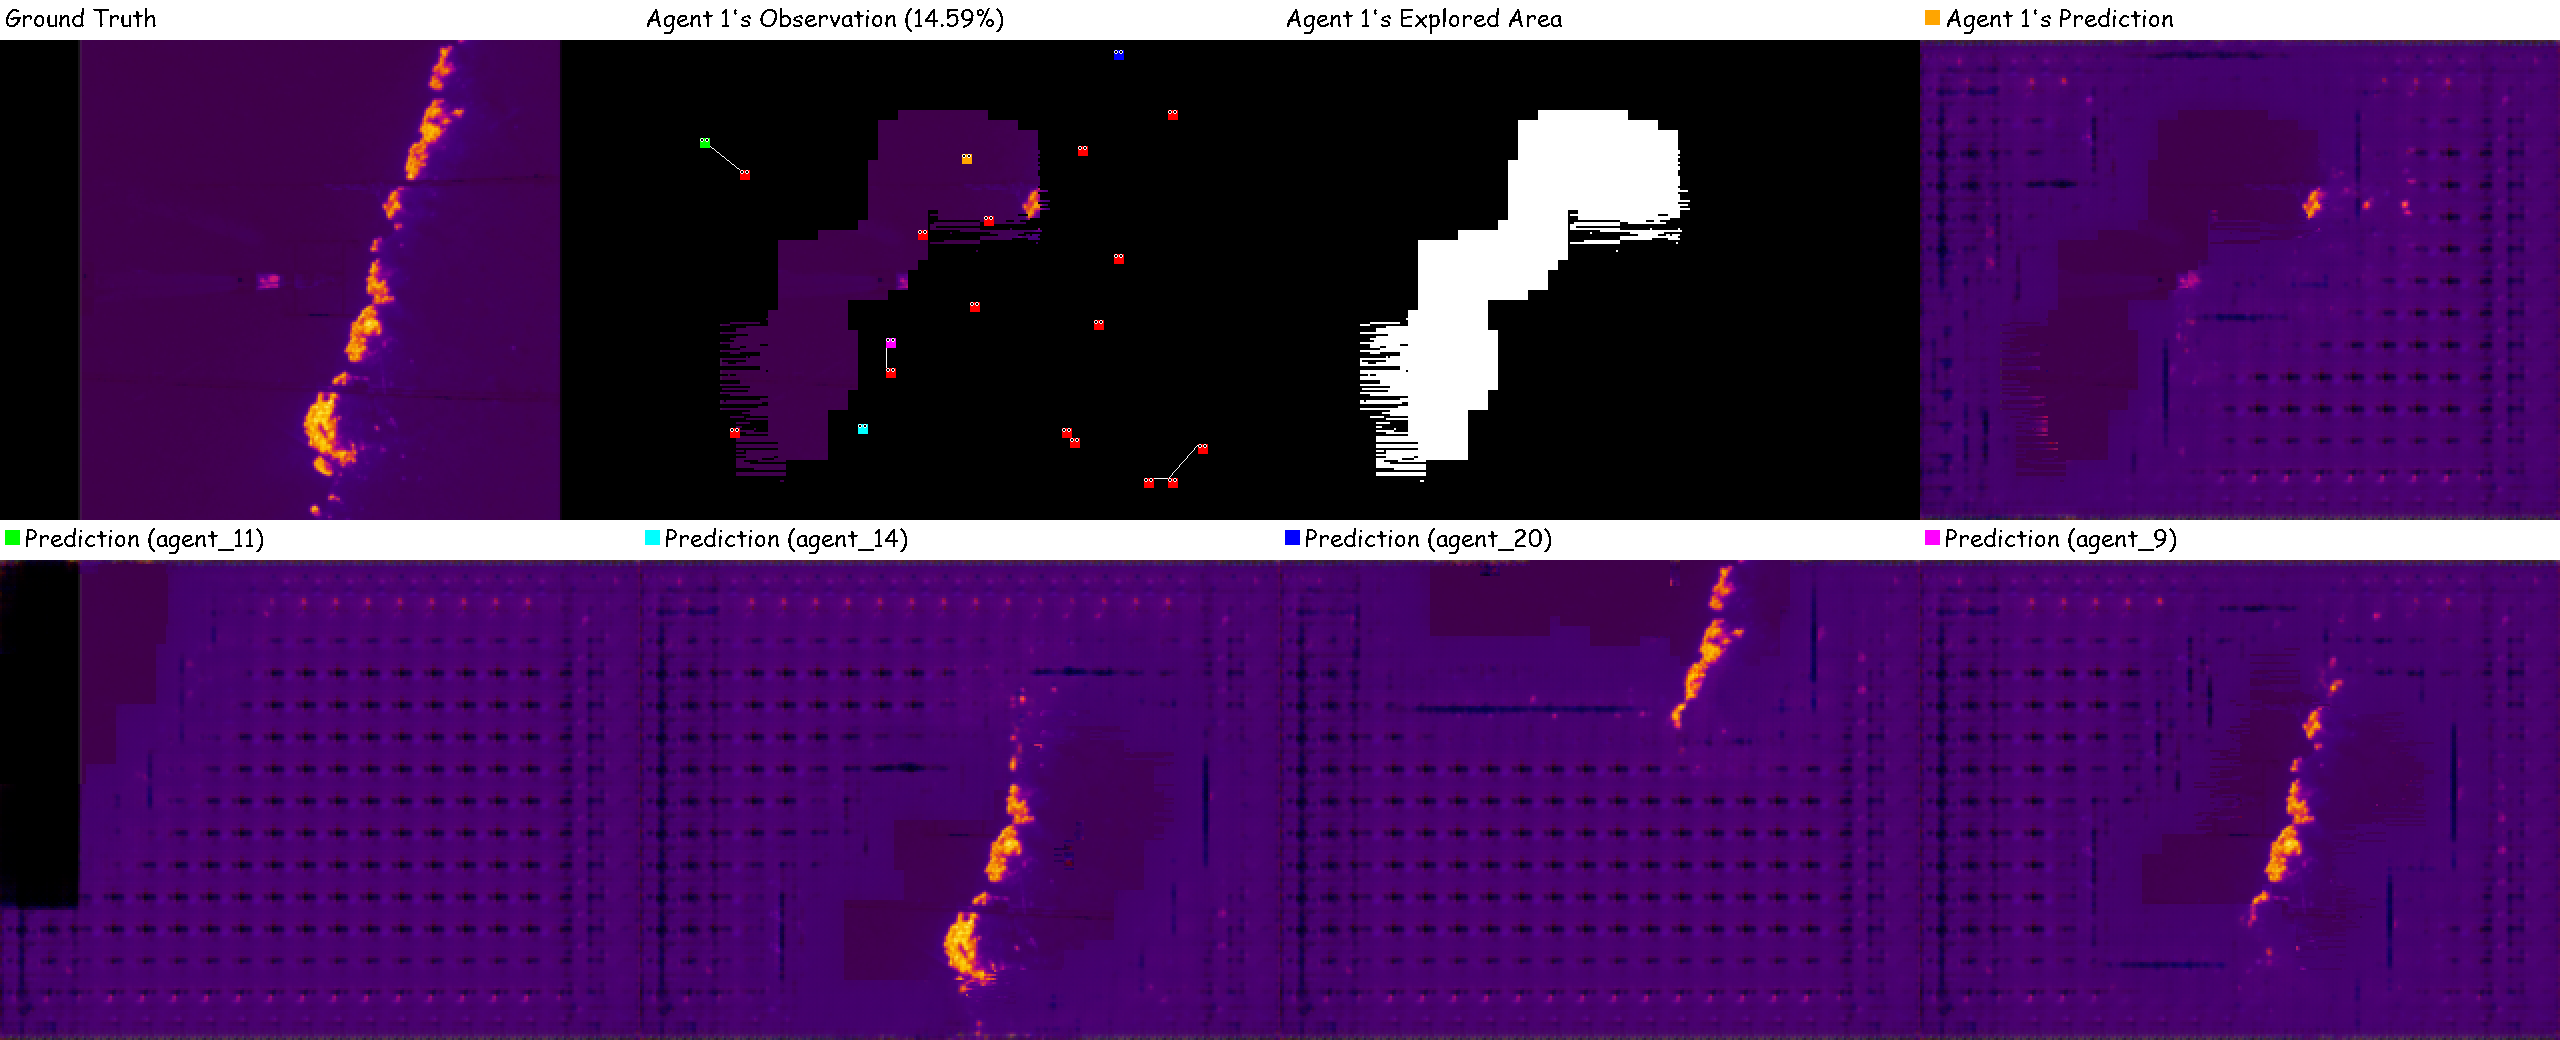 Ground Truth
Agent 1's Observation (14.59%)
Agent 1's Explored Area
Agent 1's Prediction
Prediction (agent_11)
Prediction (agent_14)
Prediction (agent_20)
Prediction (agent_9)